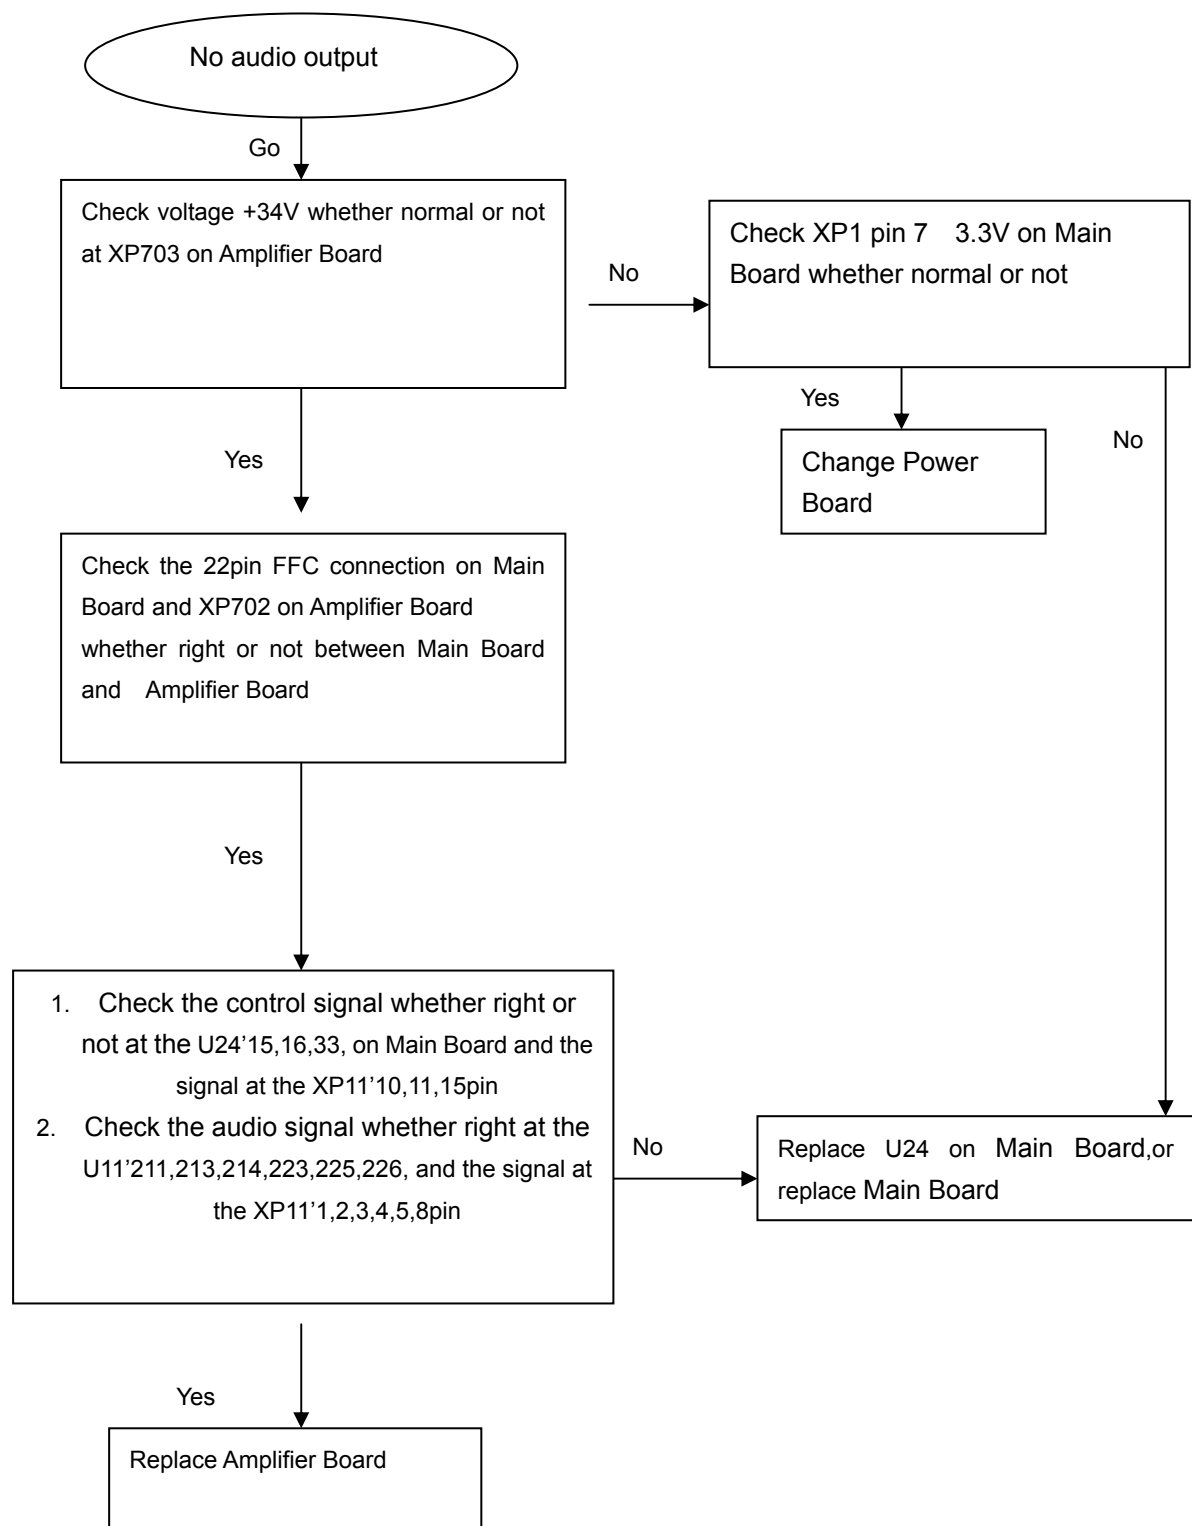 No audio output
Go
Check voltage +34V whether normal or not
at XP703 on Amplifier Board
No
Check XP1 pin 7 3.3V on Main
Board whether normal or not
Yes
Change Power
Board
No
Yes
Check the 22pin FFC connection on Main
Board and XP702 on Amplifier Board
whether right or not between Main Board
and Amplifier Board
Yes
1. Check the control signal whether right or
not at the U24’15,16,33, on Main Board and the
signal at the XP11’10,11,15pin
2. Check the audio signal whether right at the
U11’211,213,214,223,225,226, and the signal at
the XP11’1,2,3,4,5,8pin
No
Replace U24 on Main Board,or
replace Main Board
Yes
Replace Amplifier Board